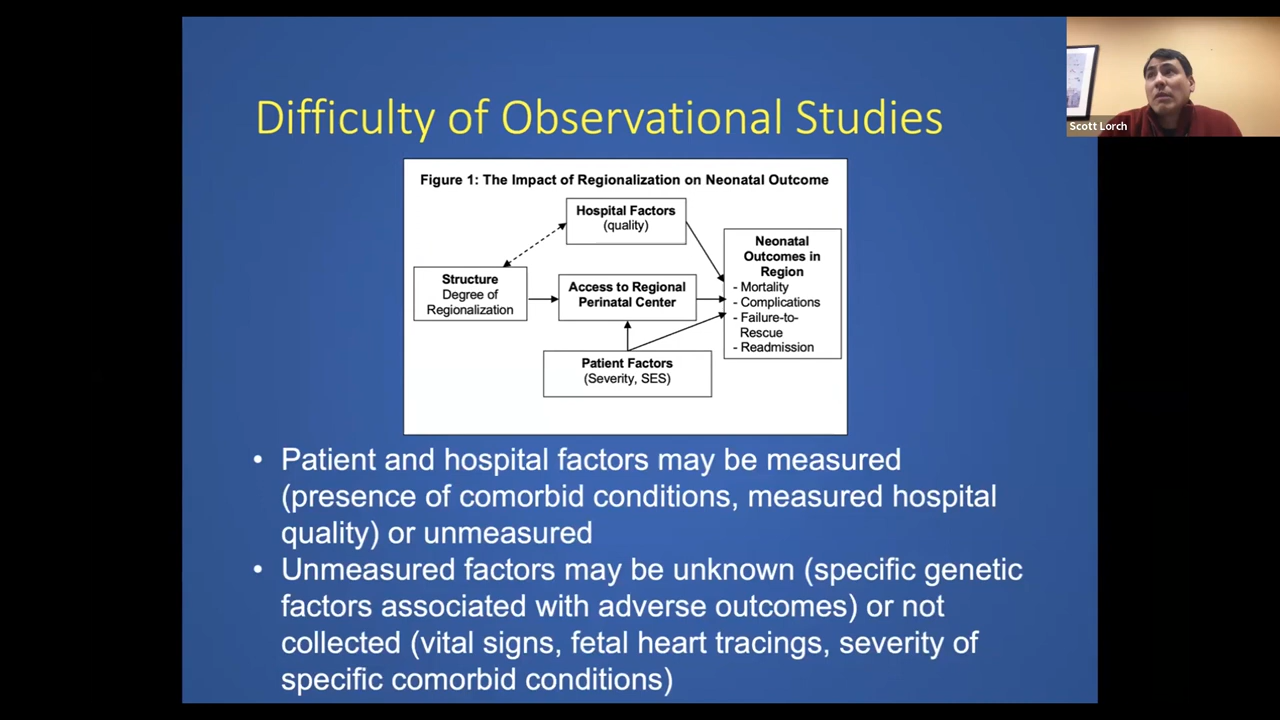 Difficulty of Observational Studies
Scott Lorch
Figure 1: The Impact of Regionalization on Neonatal Outcome
Hospital Factors
(quality)
Structure
Degree of
Regionalization
Access to Regional
Perinatal Center
Patient Factors
(Severity, SES)
Neonatal
Outcomes in
Region
- Mortality
- Complications
- Failure-to-
Rescue
- Readmission
• Patient and hospital factors may be measured
(presence of comorbid conditions, measured hospital
quality) or unmeasured
• Unmeasured factors may be unknown (specific genetic
factors associated with adverse outcomes) or not
collected (vital signs, fetal heart tracings, severity of
specific comorbid conditions)